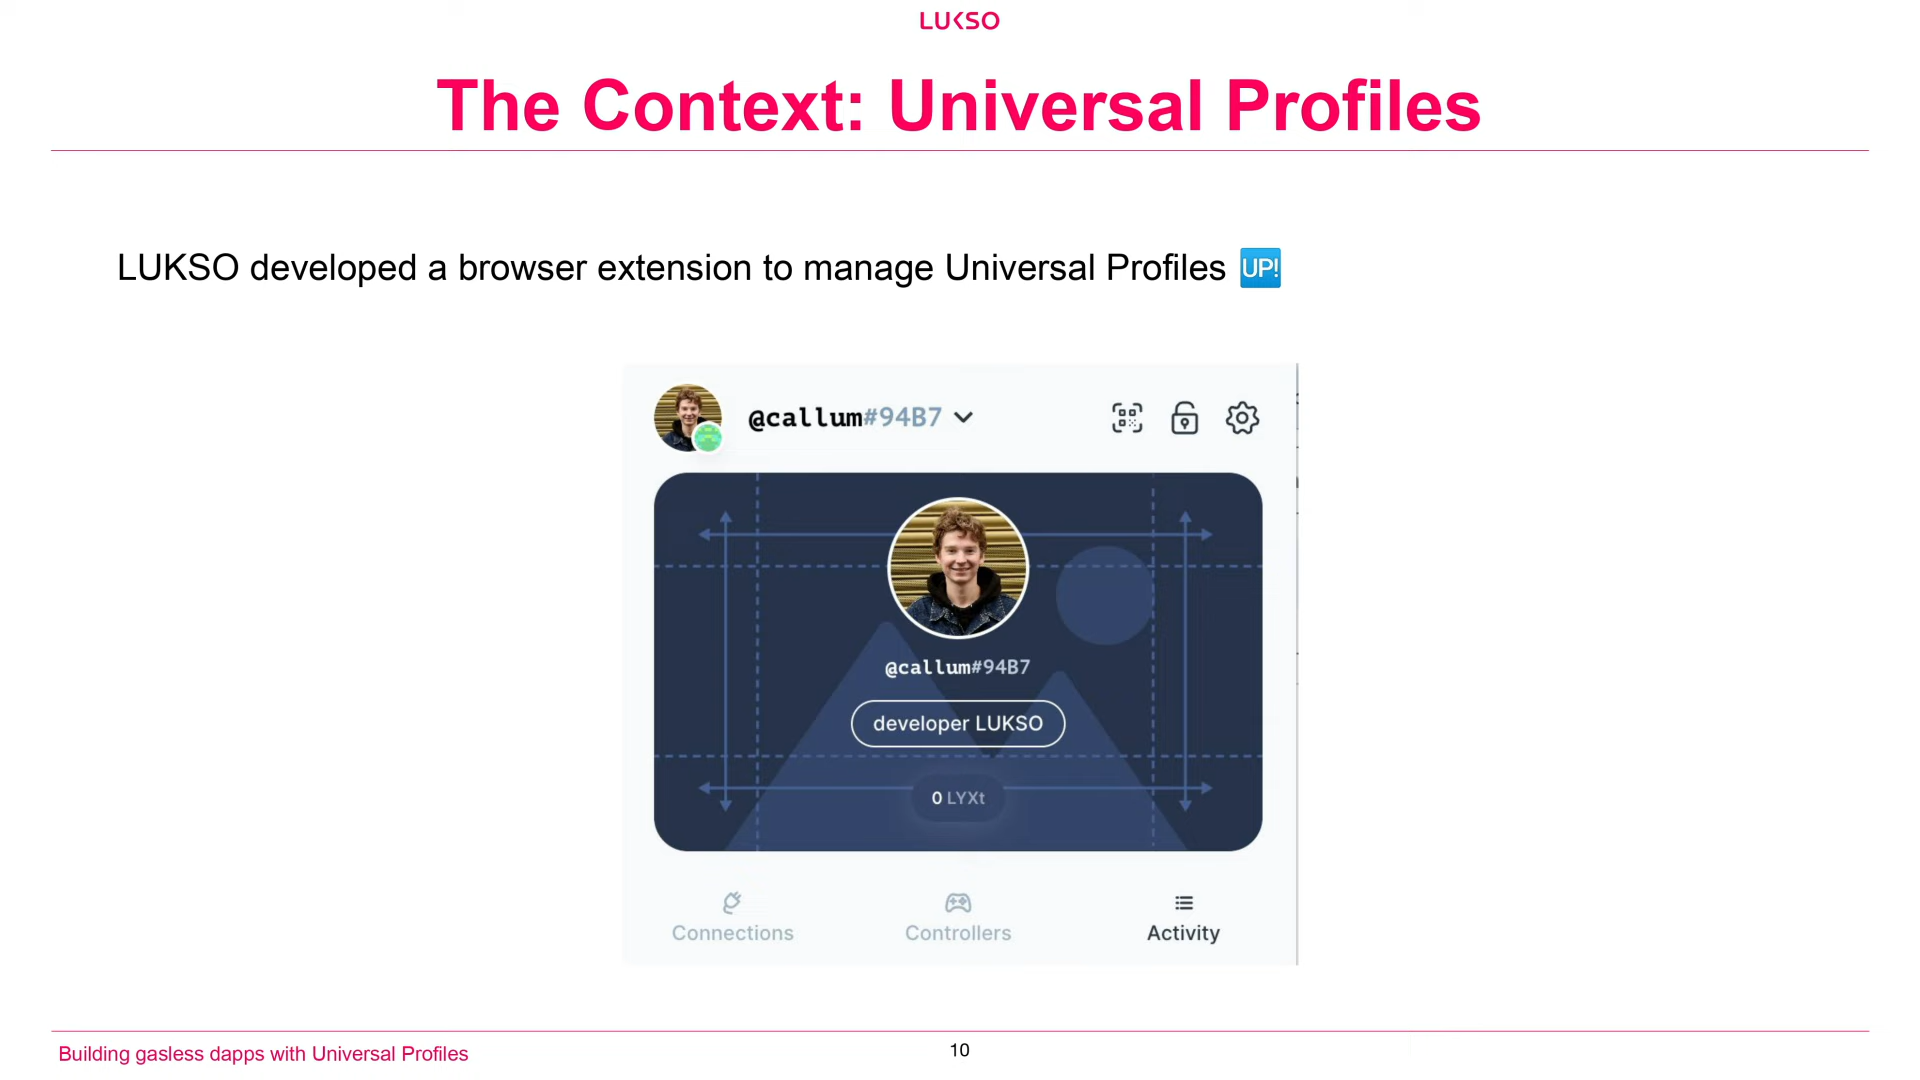 LUKSO
The Context: Universal Profiles
LUKSO developed a browser extension to manage Universal Profiles UP!
@callum#94B7
@callum#94B7
developer LUKSO
0 LYXt
Connections Controllers Activity
Building gasless dapps with Universal Profiles 10